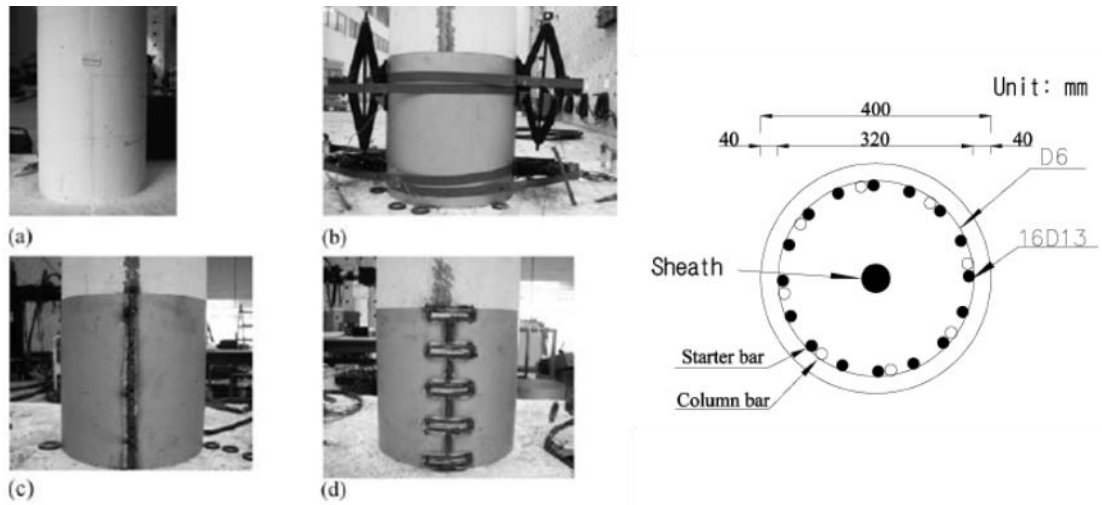 (a)
(b)
(c)
(d)
Unit: mm
400
40
320
40
D6
16D13
Sheath
Starter bar
Column bar